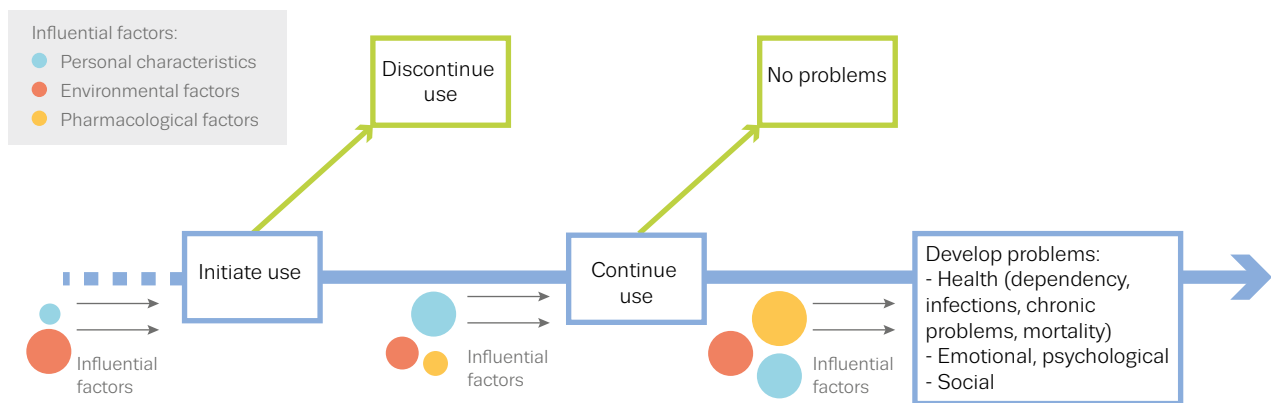 Influential factors:
Personal characteristics
Environmental factors
Pharmacological factors
Discontinue
use
No problems
Initiate use
Continue
use
Develop problems:
- Health (dependency,
infections, chronic
problems, mortality)
- Emotional, psychological
- Social
Influential
factors
Influential
factors
Influential
factors